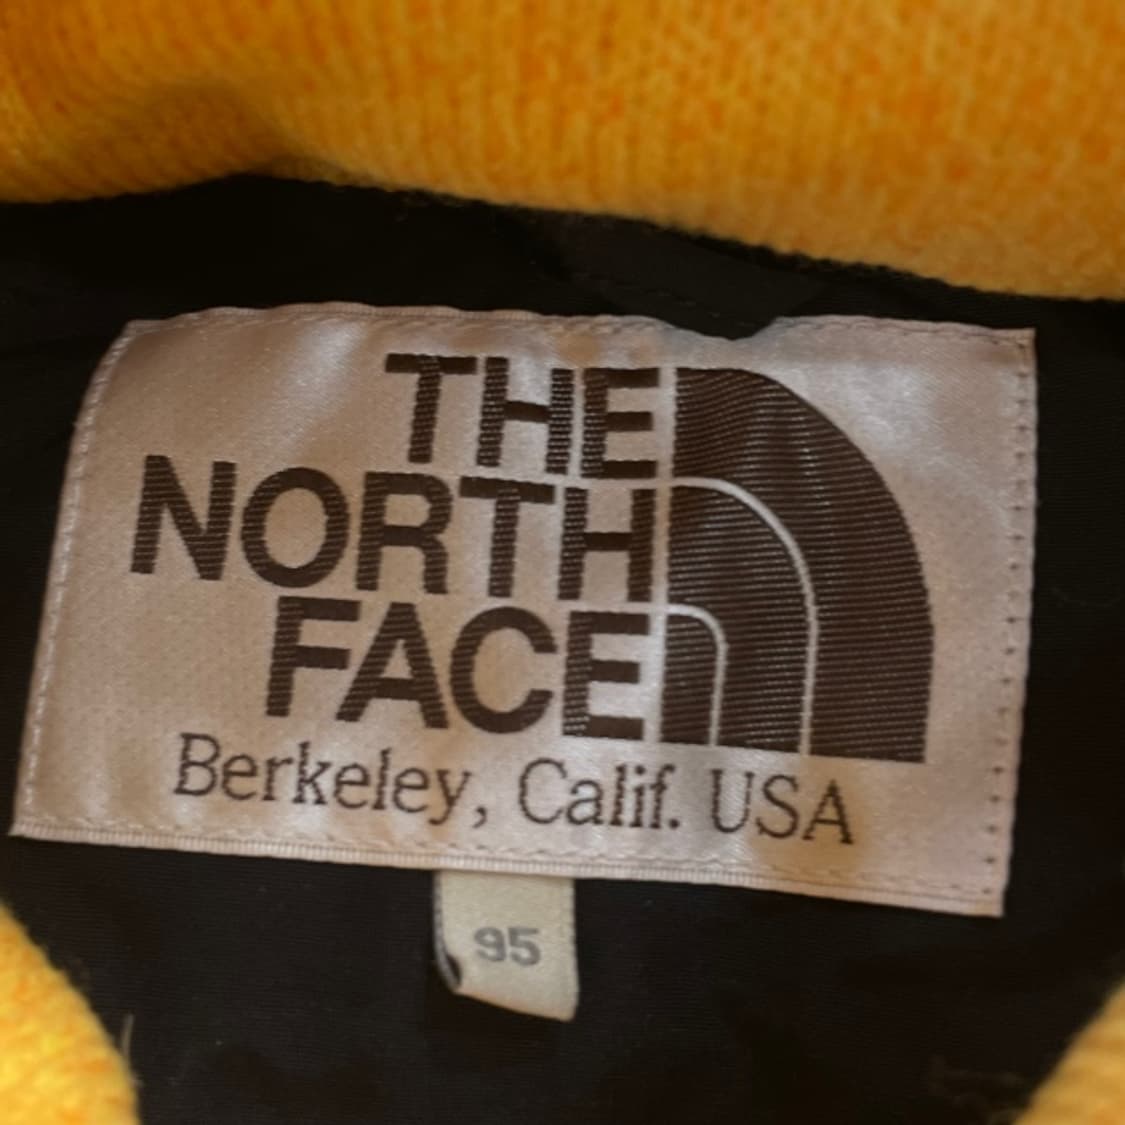 THE
NORTH
FACE
Berkeley, Calif. USA
95